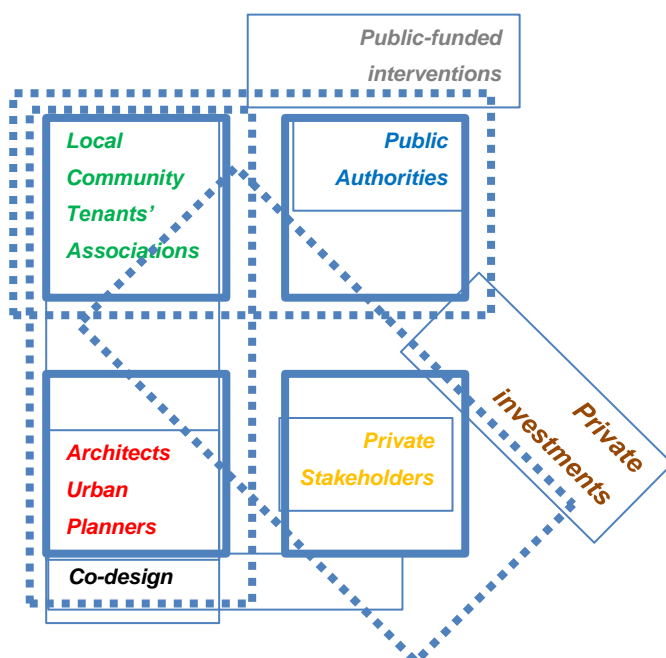 Public-funded
interventions
Local
Community
Tenants’
Associations
Public
Authorities
Private
investments
Architects
Urban
Planners
Private
Stakeholders
Co-design